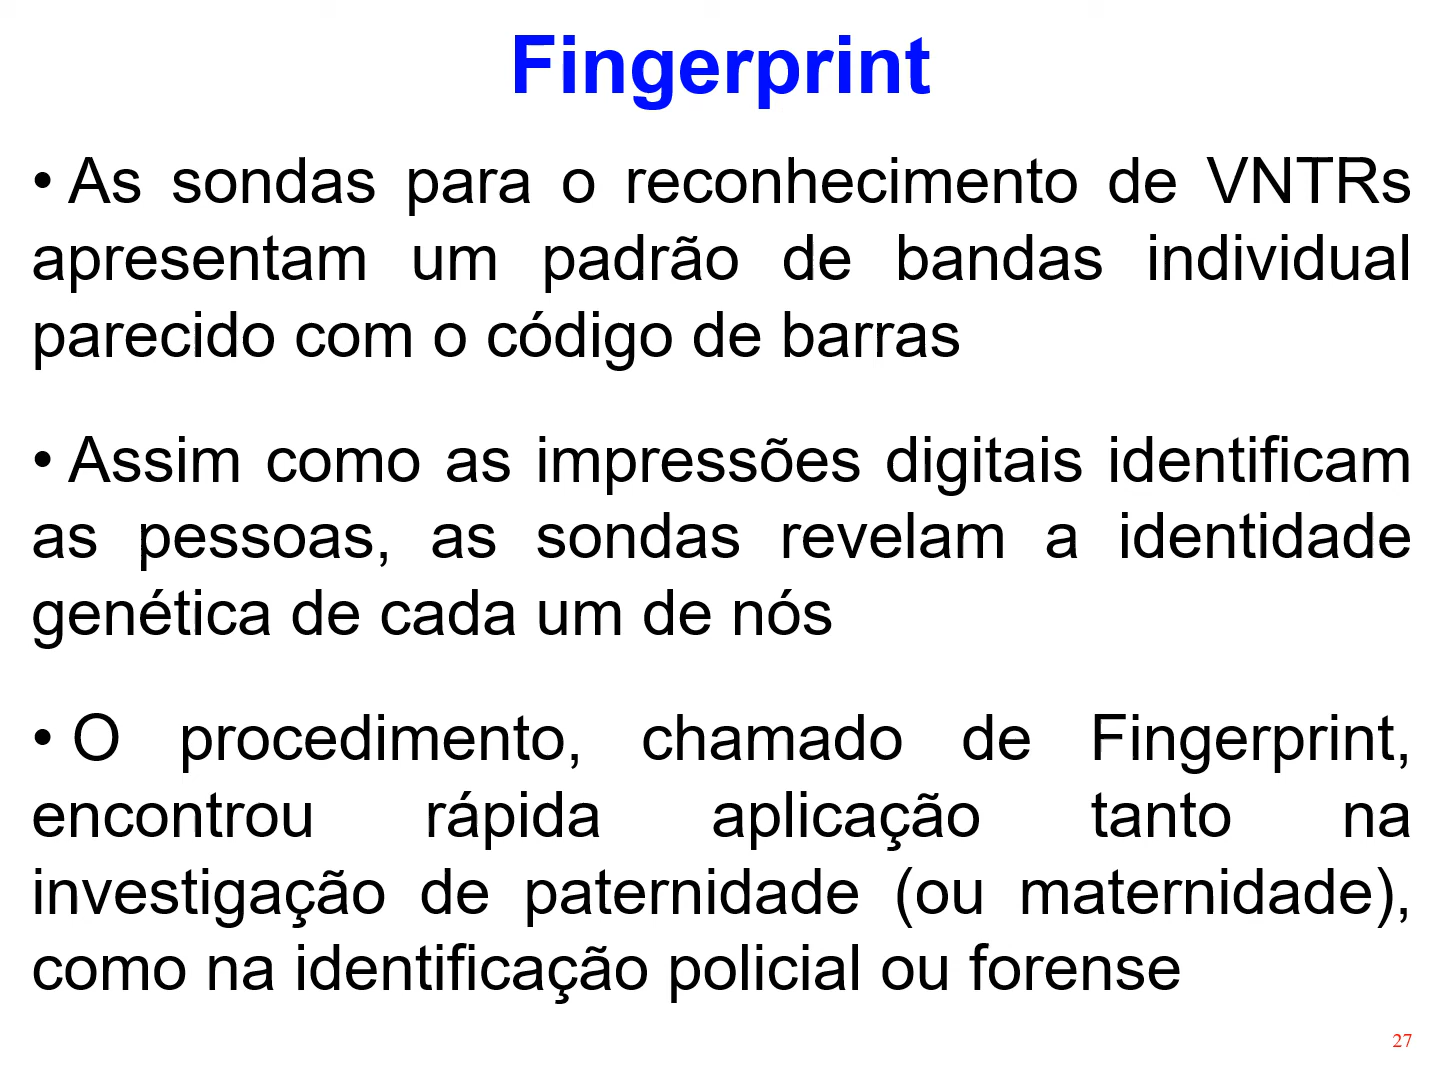 Fingerprint
• As sondas para o reconhecimento de VNTRs
apresentam um padrão de bandas individual
parecido com o código de barras
• Assim como as impressões digitais identificam
as pessoas, as sondas revelam a identidade
genética de cada um de nós
• O procedimento, chamado de Fingerprint,
encontrou rápida aplicação tanto na
investigação de paternidade (ou maternidade),
como na identificação policial ou forense
27